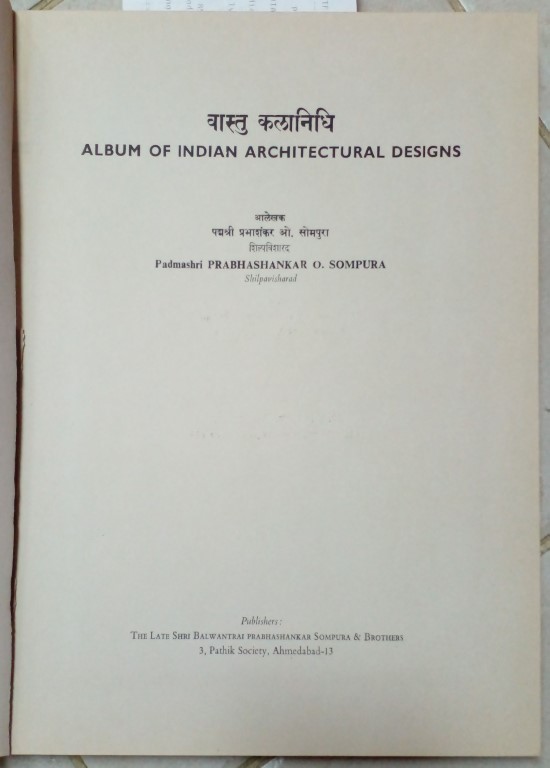 वास्तु कलानिधि
ALBUM OF INDIAN ARCHITECTURAL DESIGNS
आलेखक
पद्मश्री प्रभाशंकर ओ. सोमपुरा
शिल्पविशारद
Padmashri PRABHASHANKAR O. SOMPURA
Shilpavisharad
Publishers:
THE LATE SHRI BALWANTRAI PRABHASHANKAR SOMPURA & BROTHERS
3, Pathik Society, Ahmedabad-13